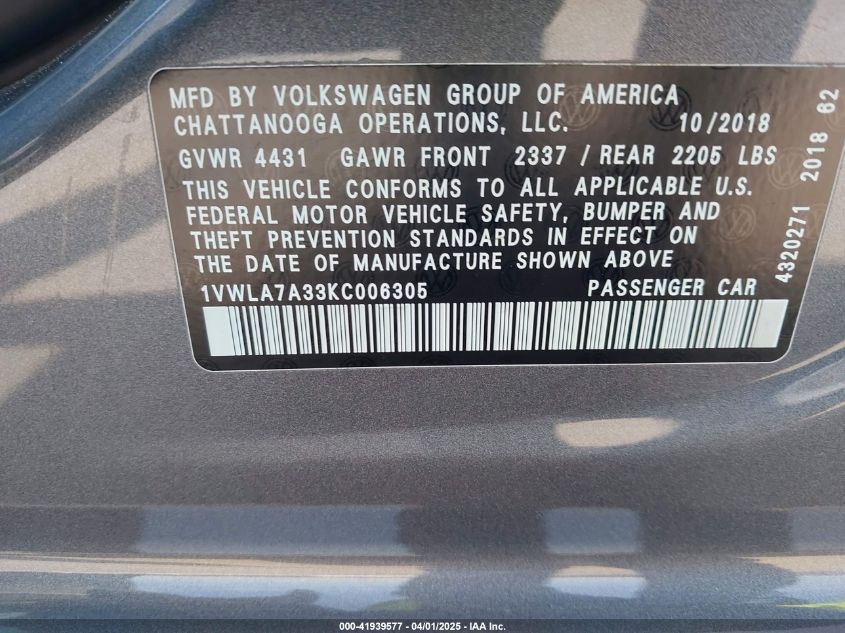 MFD BY VOLKSWAGEN GROUP OF AMERICA
CHATTANOOGA OPERATIONS, LLC. 10/2018
GVWR 4431 GAWR FRONT 2337 / REAR 2205 LBS
THIS VEHICLE CONFORMS TO ALL APPLICABLE U.S.
FEDERAL MOTOR VEHICLE SAFETY, BUMPER AND
THEFT PREVENTION STANDARDS IN EFFECT ON
THE DATE OF MANUFACTURE SHOWN ABOVE
1VWLA7A33KC006305 PASSENGER CAR
4320271 2018 62
000-41939577 - 04/01/2025 - IAA Inc.